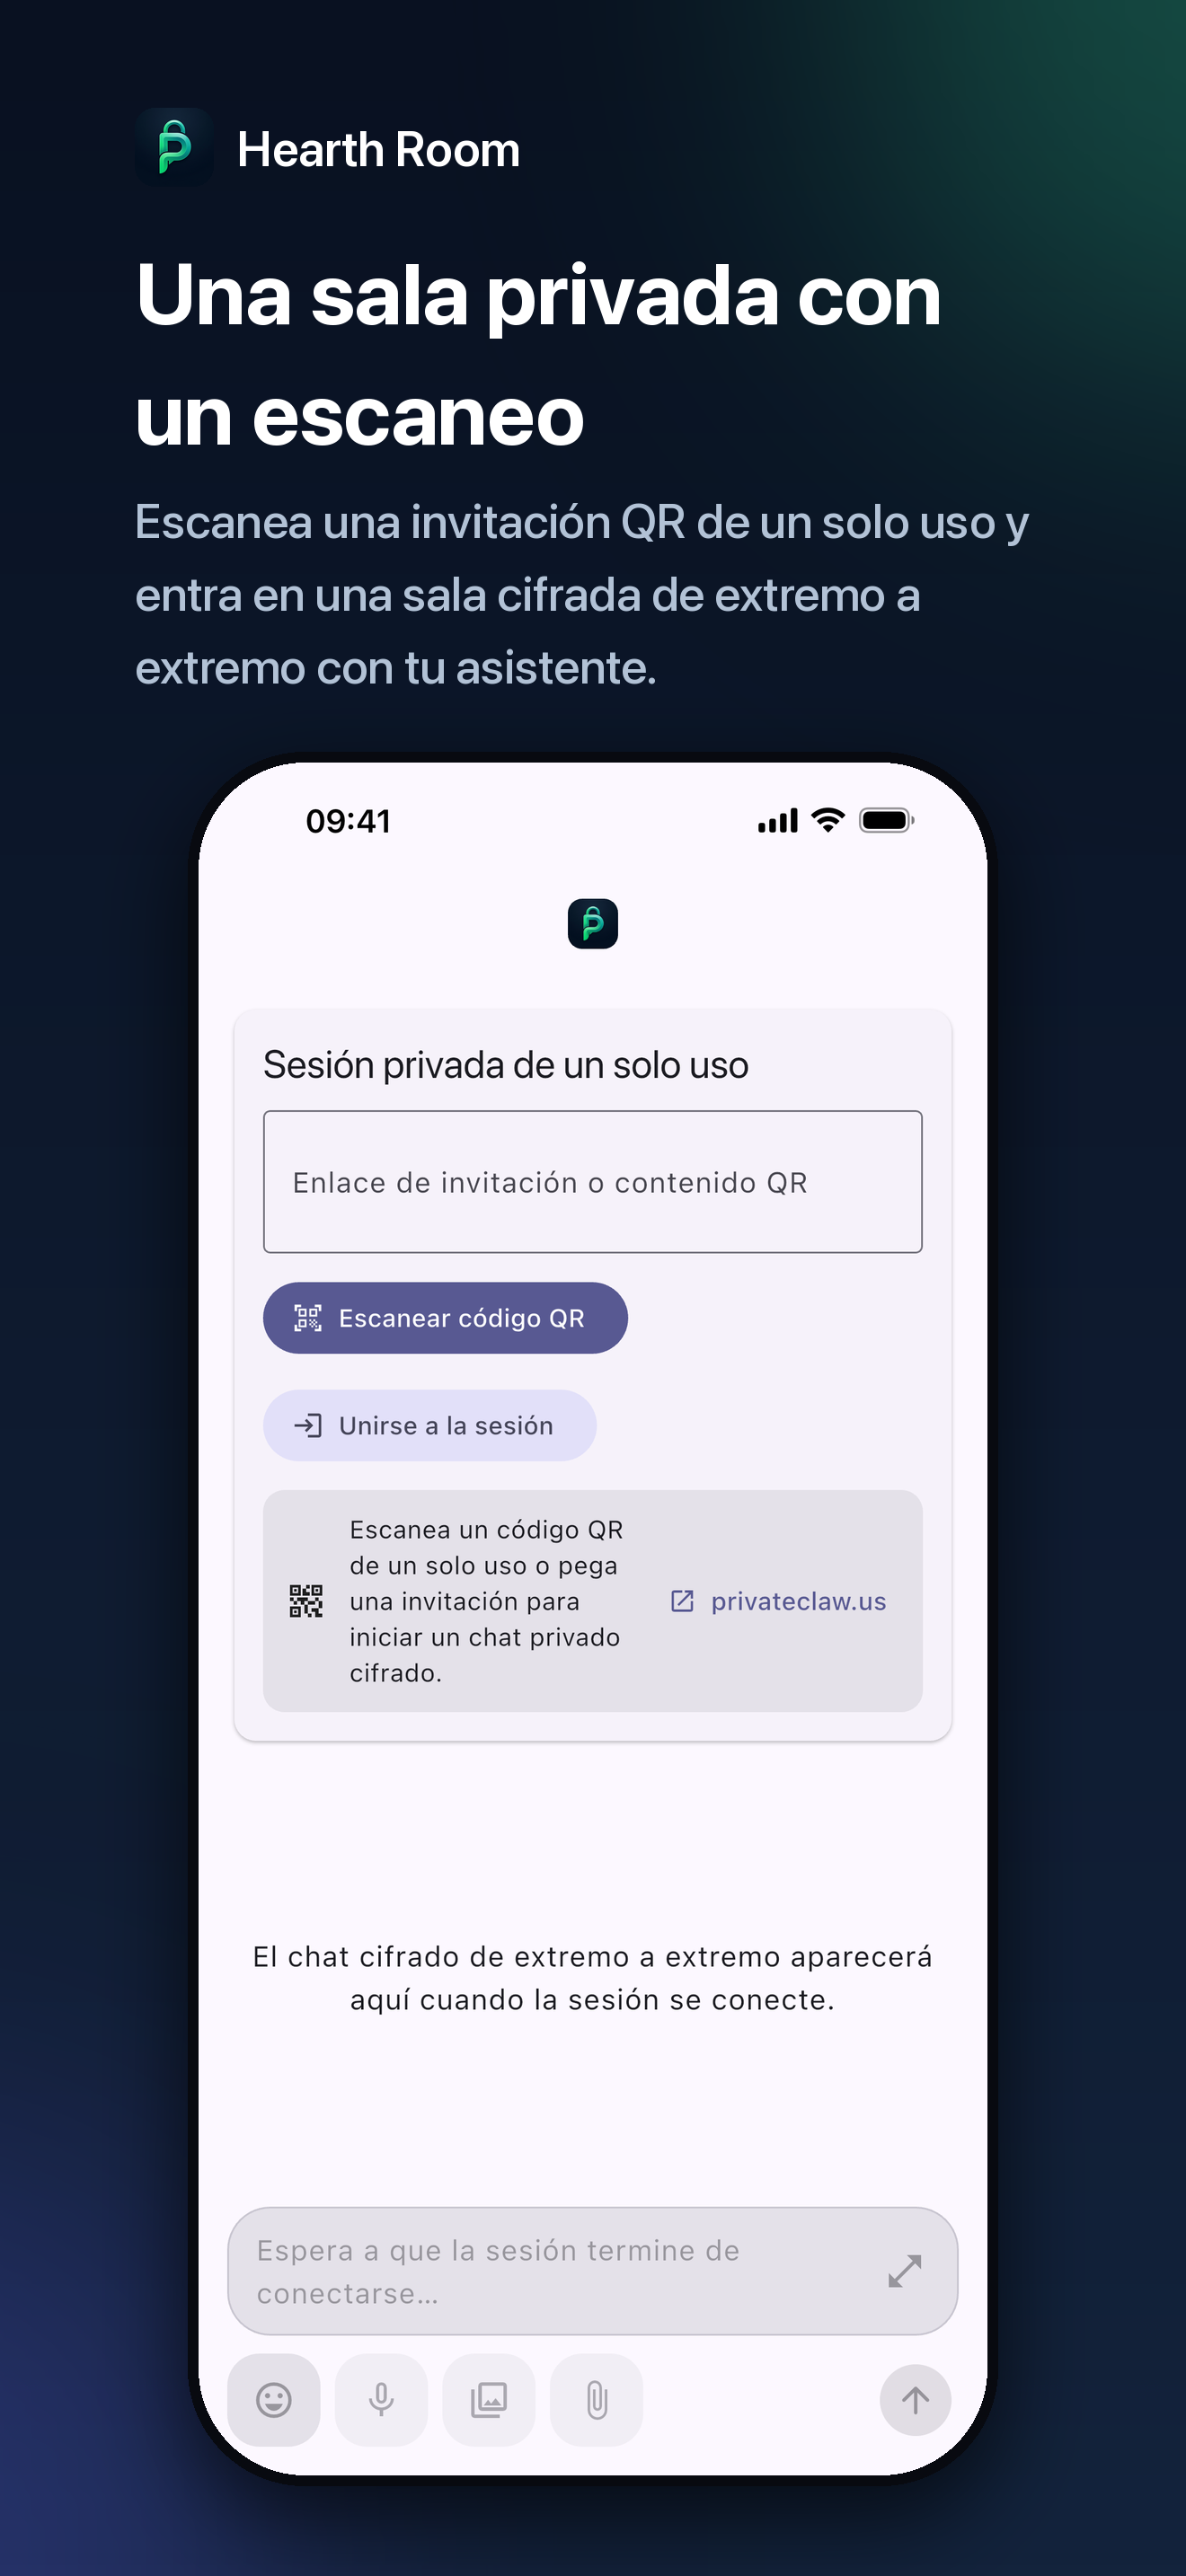 Hearth Room
Una sala privada con
un escaneo
Escanea una invitación QR de un solo uso y
entra en una sala cifrada de extremo a
extremo con tu asistente.
09:41
Sesión privada de un solo uso
Enlace de invitación o contenido QR
Escanear código QR
Unirse a la sesión
Escanea un código QR
de un solo uso o pega
una invitación para
iniciar un chat privado
cifrado.
privateclaw.us
El chat cifrado de extremo a extremo aparecerá
aquí cuando la sesión se conecte.
Espera a que la sesión termine de
conectarse...